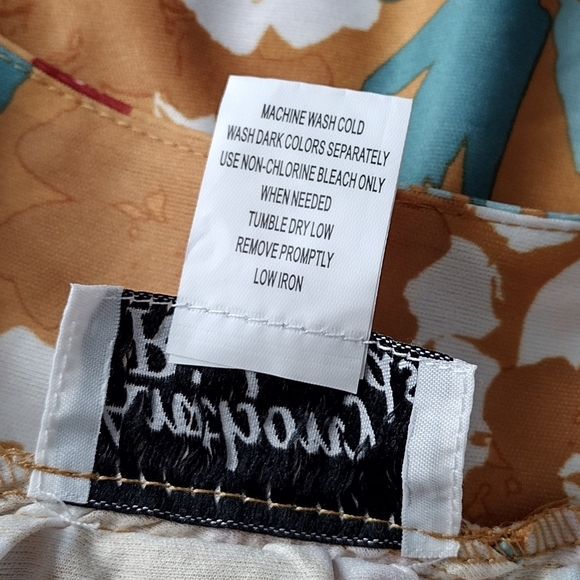 MACHINE WASH COLD
WASH DARK COLORS SEPARATELY
USE NON-CHLORINE BLEACH ONLY
WHEN NEEDED
TUMBLE DRY LOW
REMOVE PROMPTLY
LOW IRON